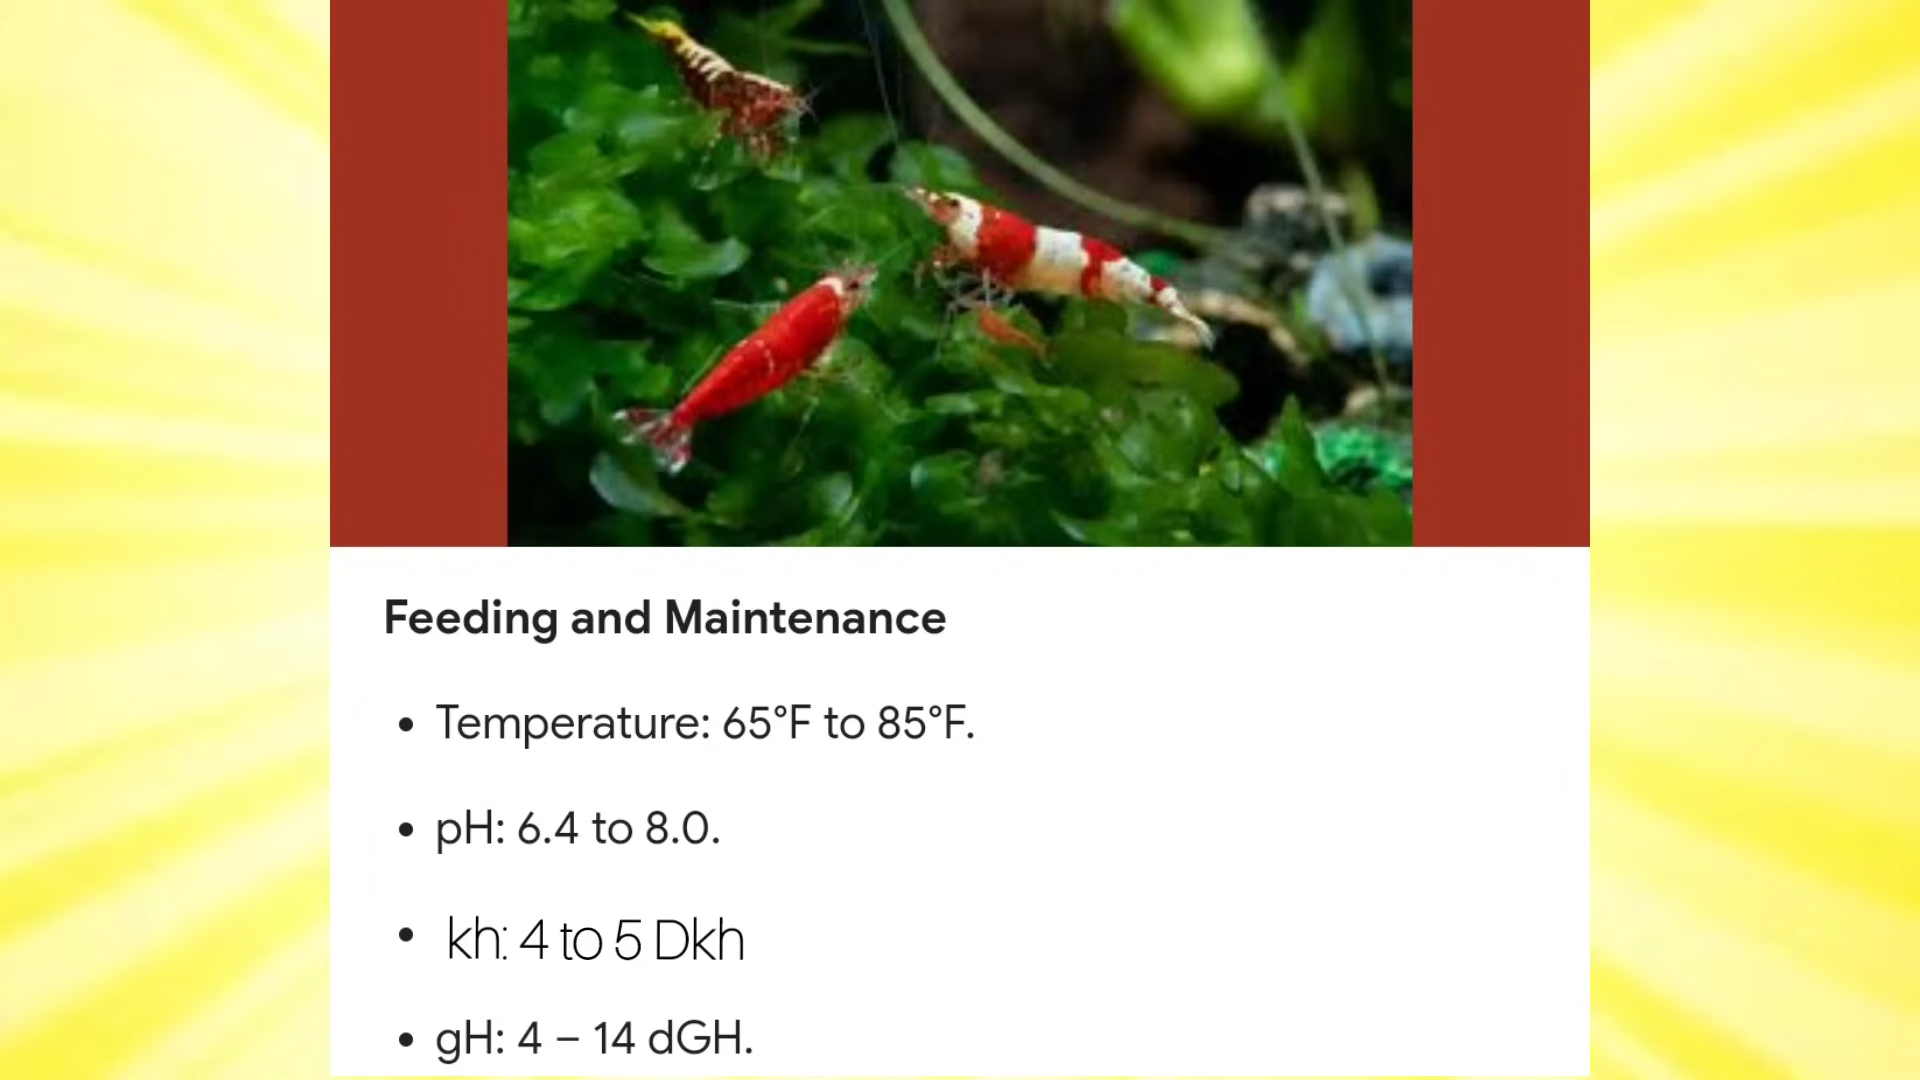 Feeding and Maintenance
• Temperature: 65°F to 85°F.
• pH: 6.4 to 8.0.
• kh: 4 to 5 Dkh
• gH: 4 – 14 dGH.